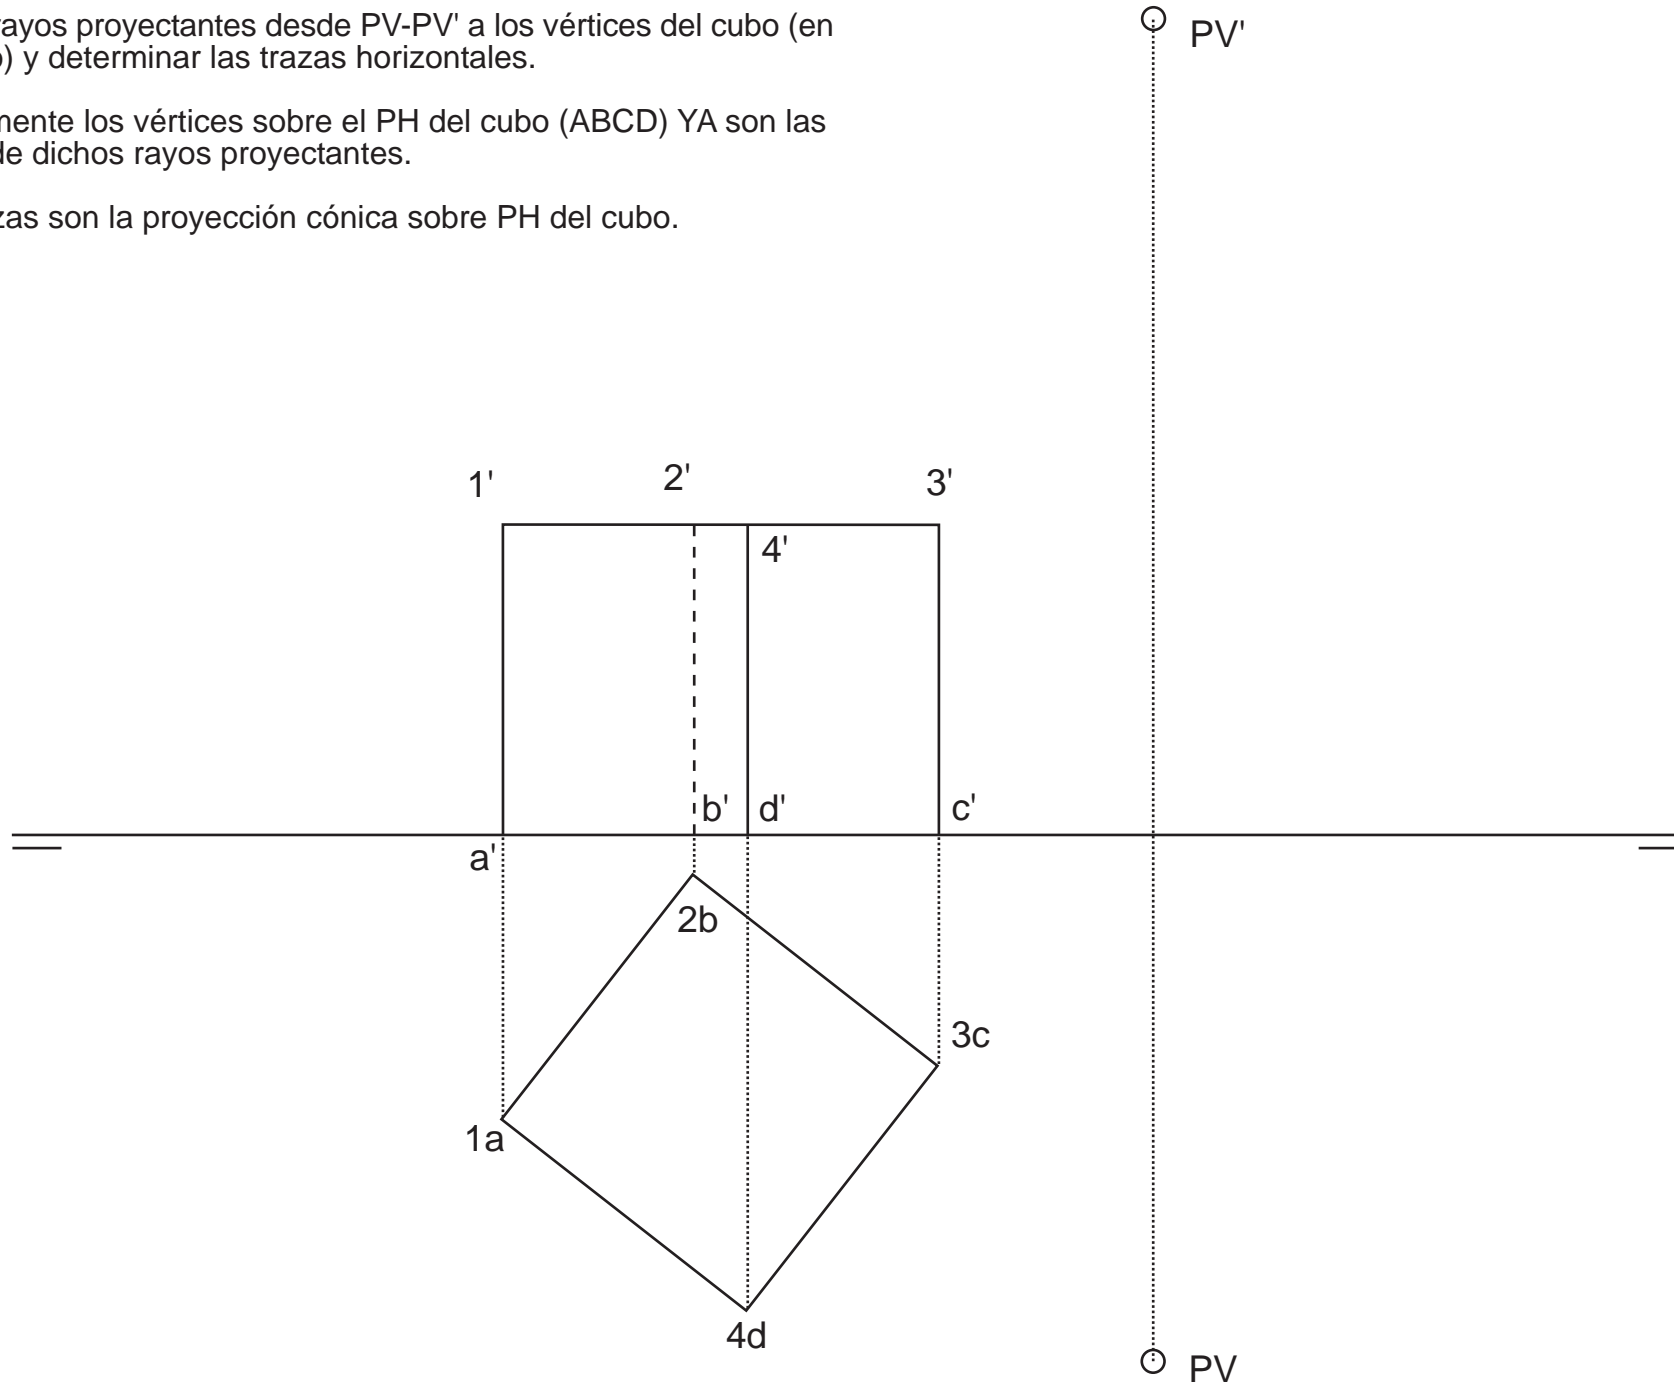 rayos proyectantes desde PV-PV' a los vértices del cubo (en
) y determinar las trazas horizontales.
los vértices sobre el PH del cubo (ABCD) YA son las
de dichos rayos proyectantes.
son la proyección cónica sobre PH del cubo.
PV'
1' 2' 3'
4'
b' d' c'
a'
2b
3c
1a
4d
PV